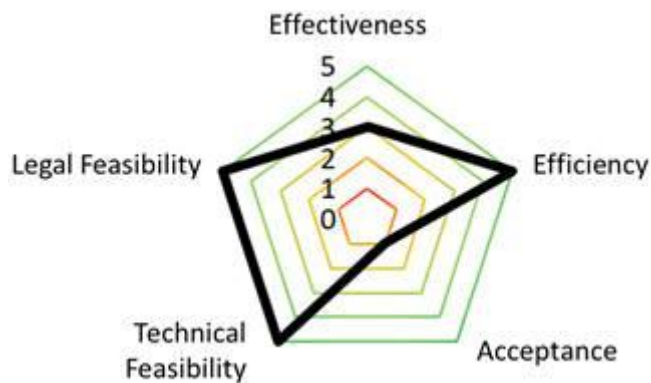 Effectiveness
5
4
3
2
1
0
Legal Feasibility
Efficiency
Technical
Feasibility
Acceptance